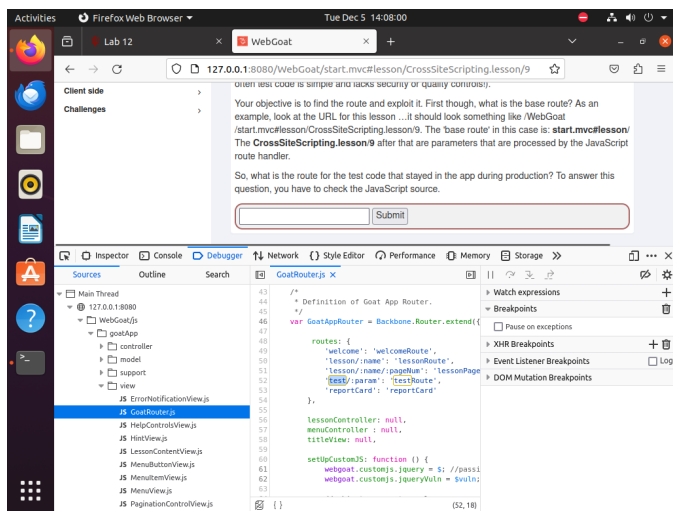 Activities
Firefox Web Browser
Tue Dec 5 14:08:00
Lab 12
WebGoat
127.0.0.1:8080/WebGoat/start.mvc#lesson/CrossSiteScripting.lesson/9
Client side
Challenges
often test code is simple and lacks security or quality controls!).
Your objective is to find the route and exploit it. First though, what is the base route? As an
example, look at the URL for this lesson …it should look something like /WebGoat
/start.mvc#lesson/CrossSiteScripting.lesson/9. The 'base route' in this case is: start.mvc#lesson/
The CrossSiteScripting.lesson/9 after that are parameters that are processed by the JavaScript
route handler.
So, what is the route for the test code that stayed in the app during production? To answer this
question, you have to check the JavaScript source.
Submit
Inspector Console Debugger Network {} Style Editor Performance Memory Storage
Sources Outline Search
GoatRouter.js
Main Thread
127.0.0.1:8080
WebGoat/js
goatApp
controller
model
support
view
JS ErrorNotificationView.js
JS GoatRouter.js
JS HelpControlsView.js
JS HintView.js
JS LessonContentView.js
JS MenuButtonView.js
JS MenuItemView.js
JS MenuView.js
JS PaginationControlView.js
43 /*
44 * Definition of Goat App Router.
45 */
46 var GoatAppRouter = Backbone.Router.extend({
47
48 routes: {
49 'welcome': 'welcomeRoute',
50 'lesson/:name': 'lessonRoute',
51 'lesson/:name/:pageNum': 'lessonPage
52 'test/:param': 'testRoute',
53 'reportCard': 'reportCard'
54 },
55
56 lessonController: null,
57 menuController : null,
58 titleView: null,
59
60 setUpCustomJS: function () {
61 webgoat.customjs.jquery = $; //passi
62 webgoat.customjs.jqueryVuln = $vuln;
63
{ }
(52, 18)
Watch expressions
Breakpoints
Pause on exceptions
XHR Breakpoints
Event Listener Breakpoints
Log
DOM Mutation Breakpoints